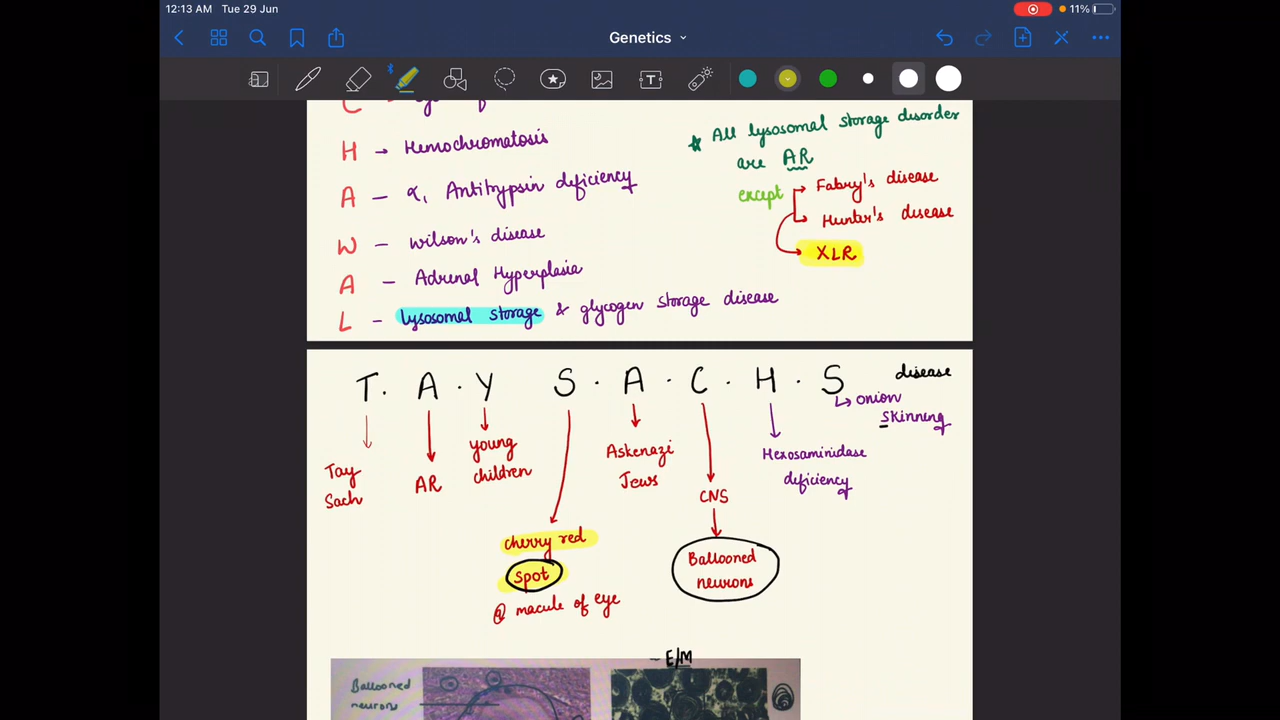 12:13 AM Tue 29 Jun
11%
Genetics
H → Hemochromatosis
A – α, Antitrypsin deficiency
W – Wilson's disease
A – Adrenal Hyperplasia
L – lysosomal storage & glycogen storage disease
All lysosomal storage disorder
are AR
except
Fabry's disease
Hunter's disease
XLR
T. A. Y S. A. C. H. S disease
Tay
Sach
AR
young
children
cherry red
spot
@ macule of eye
Askenazi
Jews
CNS
Ballooned
neurons
Hexosaminidase
deficiency
onion
skinning
Ballooned
neurons
E/M